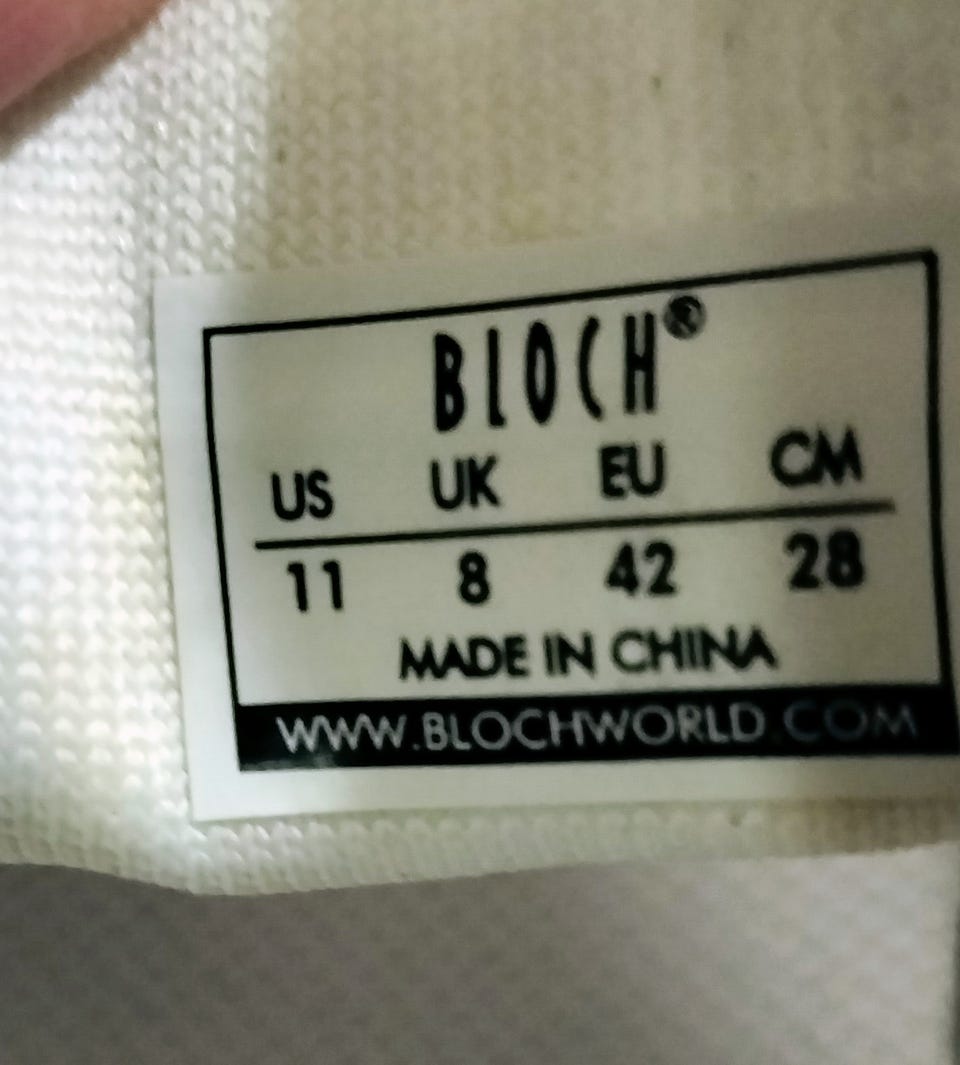 BLOCH®
US UK EU CM
11 8 42 28
MADE IN CHINA
WWW.BLOCHWORLD.COM